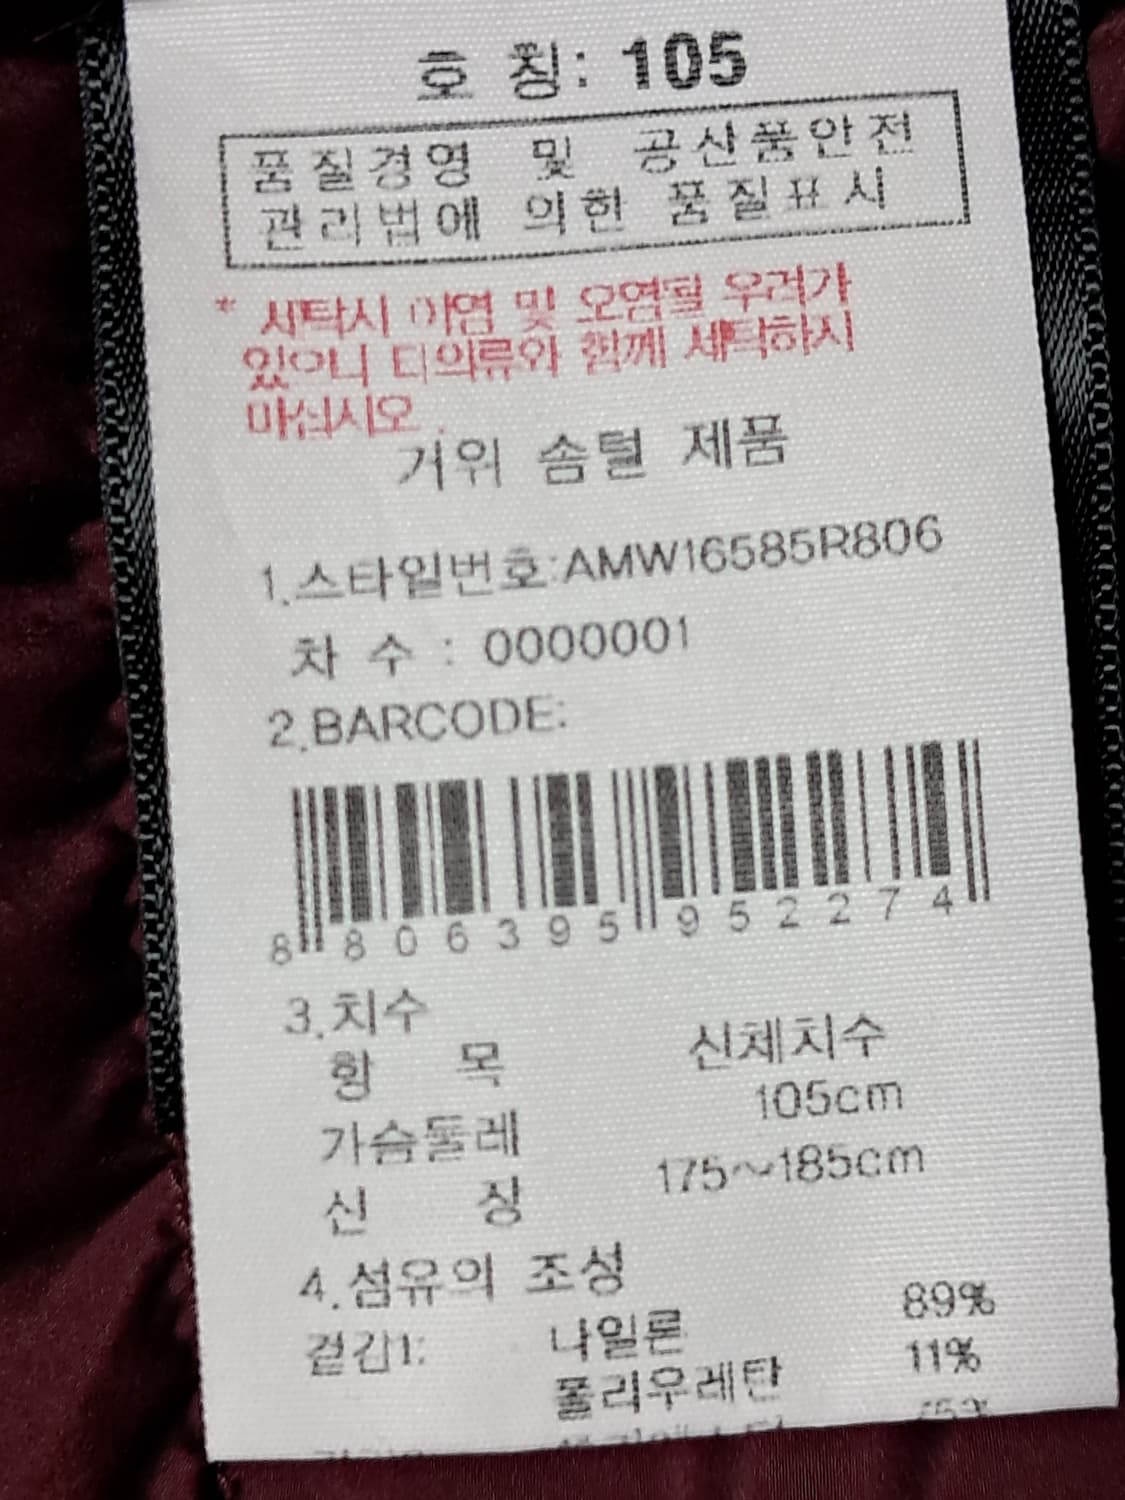 호 칭: 105
품질경영 및 공산품안전
관리법에 의한 품질표시
* 세탁시 이염 및 오염될 우려가
있으니 타의류와 함께 세탁하시
마십시오.
거위 솜털 제품
1.스타일번호:AMW16585R806
차 수 : 0000001
2.BARCODE:
8 806395 952274
3.치수
항 목 신체치수
가슴둘레 105cm
신 장 175~185cm
4.섬유의 조성
겉감1: 나일론 89%
폴리우레탄 11%